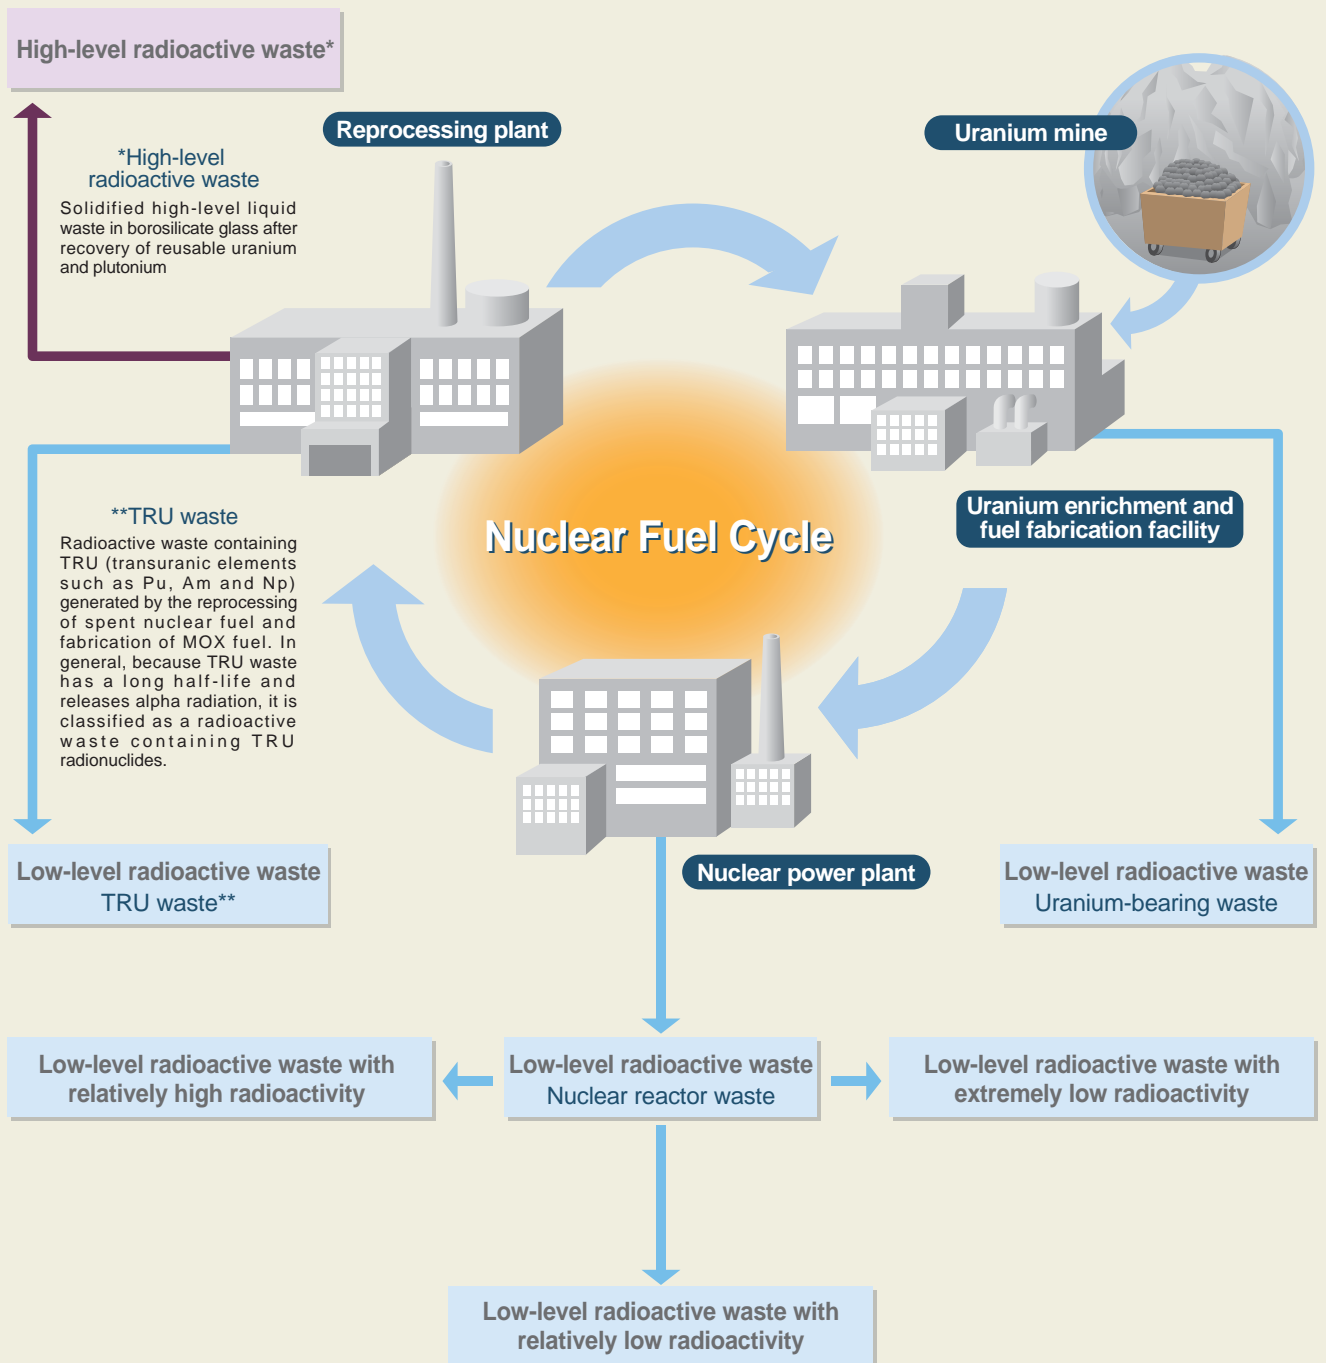 High-level radioactive waste*
Reprocessing plant
Uranium mine
*High-level
radioactive waste
Solidified high-level liquid
waste in borosilicate glass after
recovery of reusable uranium
and plutonium
Uranium enrichment and
fuel fabrication facility
**TRU waste
Radioactive waste containing
TRU (transuranic elements
such as Pu, Am and Np)
generated by the reprocessing
of spent nuclear fuel and
fabrication of MOX fuel. In
general, because TRU waste
has a long half-life and
releases alpha radiation, it is
classified as a radioactive
waste containing TRU
radionuclides.
Nuclear Fuel Cycle
Nuclear power plant
Low-level radioactive waste
TRU waste**
Low-level radioactive waste
Uranium-bearing waste
Low-level radioactive waste with
relatively high radioactivity
Low-level radioactive waste
Nuclear reactor waste
Low-level radioactive waste with
extremely low radioactivity
Low-level radioactive waste with
relatively low radioactivity